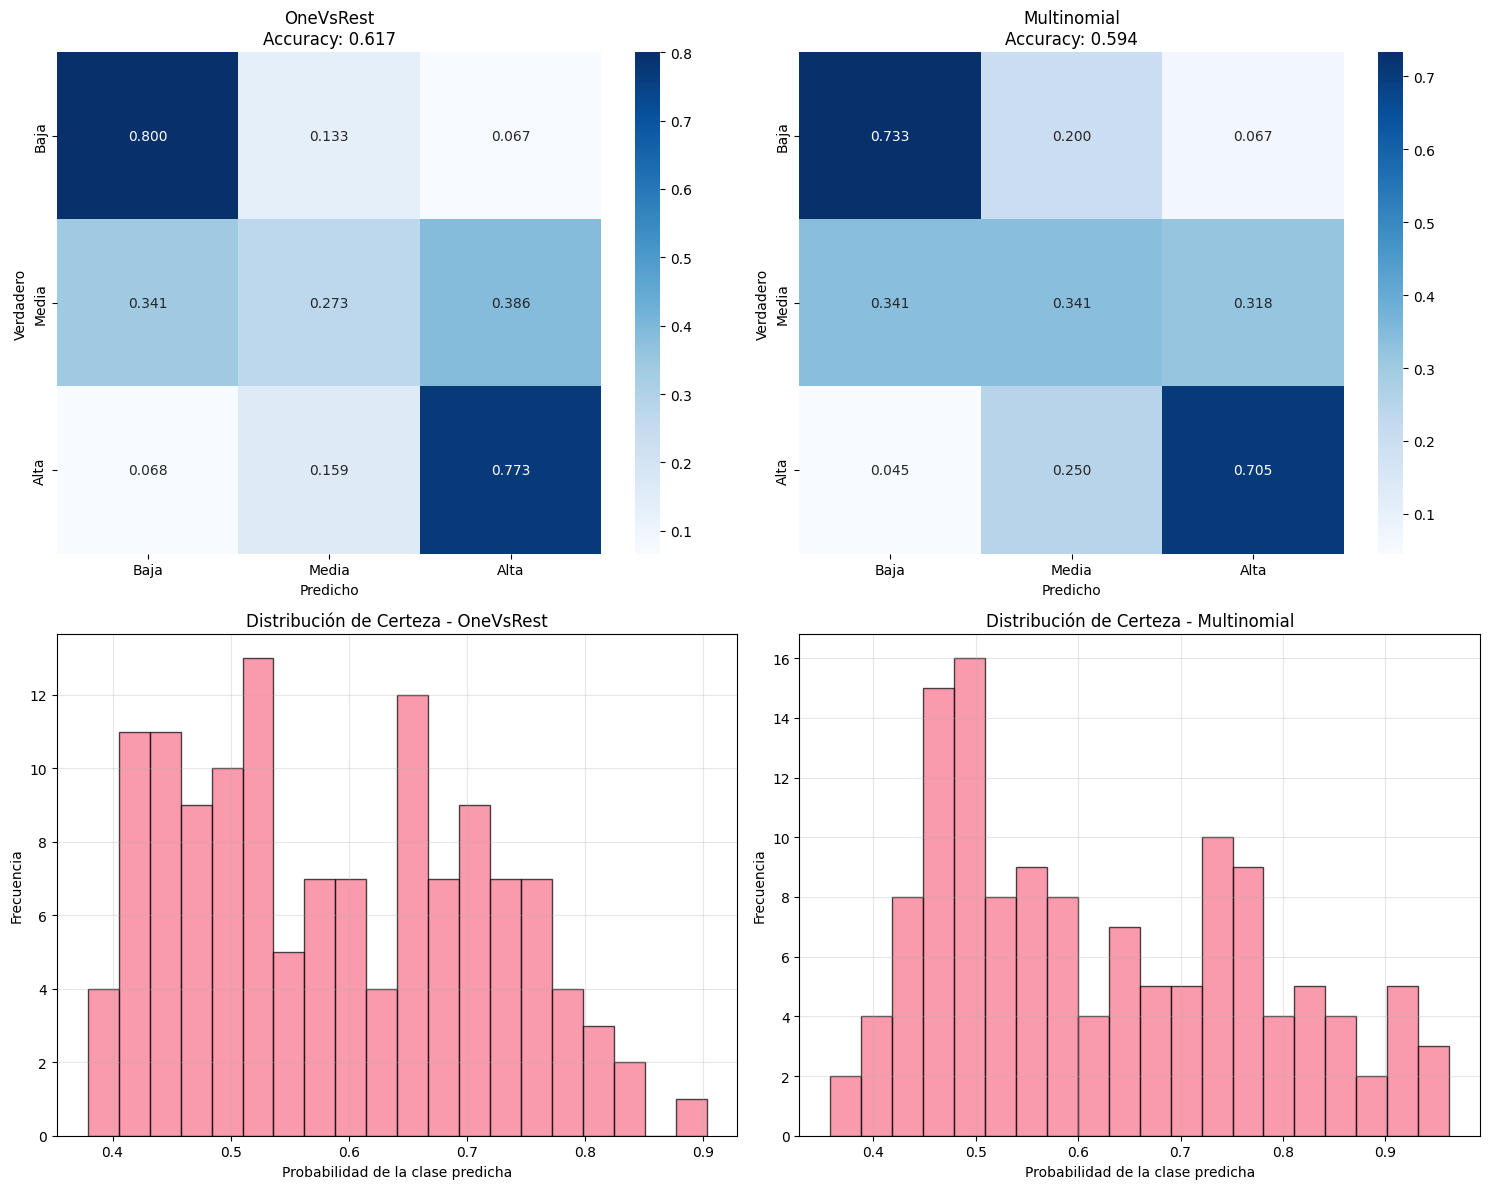 OneVsRest
Accuracy: 0.617
Verdadero
Baja
Media
Alta
0.800 0.133 0.067
0.341 0.273 0.386
0.068 0.159 0.773
Baja Media Alta
Predicho
0.8
0.7
0.6
0.5
0.4
0.3
0.2
0.1
Multinomial
Accuracy: 0.594
Verdadero
Baja
Media
Alta
0.733 0.200 0.067
0.341 0.341 0.318
0.045 0.250 0.705
Baja Media Alta
Predicho
0.7
0.6
0.5
0.4
0.3
0.2
0.1
Distribución de Certeza - OneVsRest
Frecuencia
12
10
8
6
4
2
0
0.4 0.5 0.6 0.7 0.8 0.9
Probabilidad de la clase predicha
Distribución de Certeza - Multinomial
Frecuencia
16
14
12
10
8
6
4
2
0
0.4 0.5 0.6 0.7 0.8 0.9
Probabilidad de la clase predicha